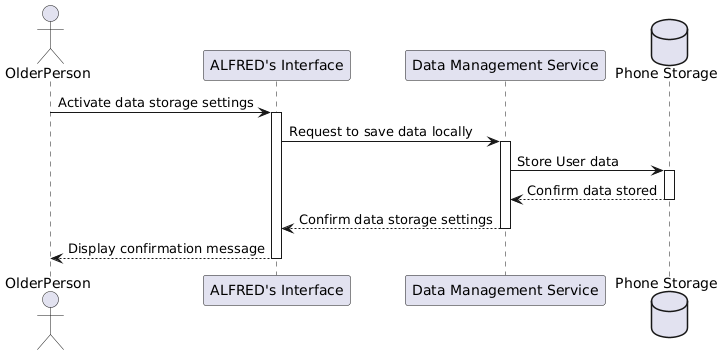 OlderPerson
ALFRED's Interface
Data Management Service
Phone Storage
Activate data storage settings
Request to save data locally
Store User data
Confirm data stored
Confirm data storage settings
Display confirmation message
OlderPerson
ALFRED's Interface
Data Management Service
Phone Storage